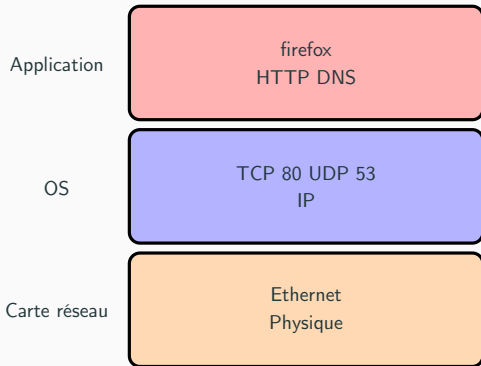 firefox
Application
HTTP DNS
TCP 80 UDP 53
OS
IP
Ethernet
Carte réseau
Physique